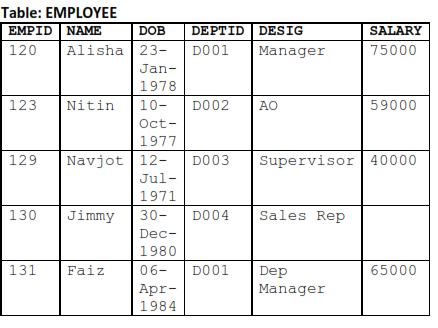 Table: EMPLOYEE
EMPID NAME DOB DEPTID DESIG SALARY
120 Alisha 23- D001 Manager 75000
Jan-
1978
123 Nitin 10- D002 AO 59000
Oct-
1977
129 Navjot 12- D003 Supervisor 40000
Jul-
1971
130 Jimmy 30- D004 Sales Rep
Dec-
1980
131 Faiz 06- D001 Dep 65000
Apr- Manager
1984